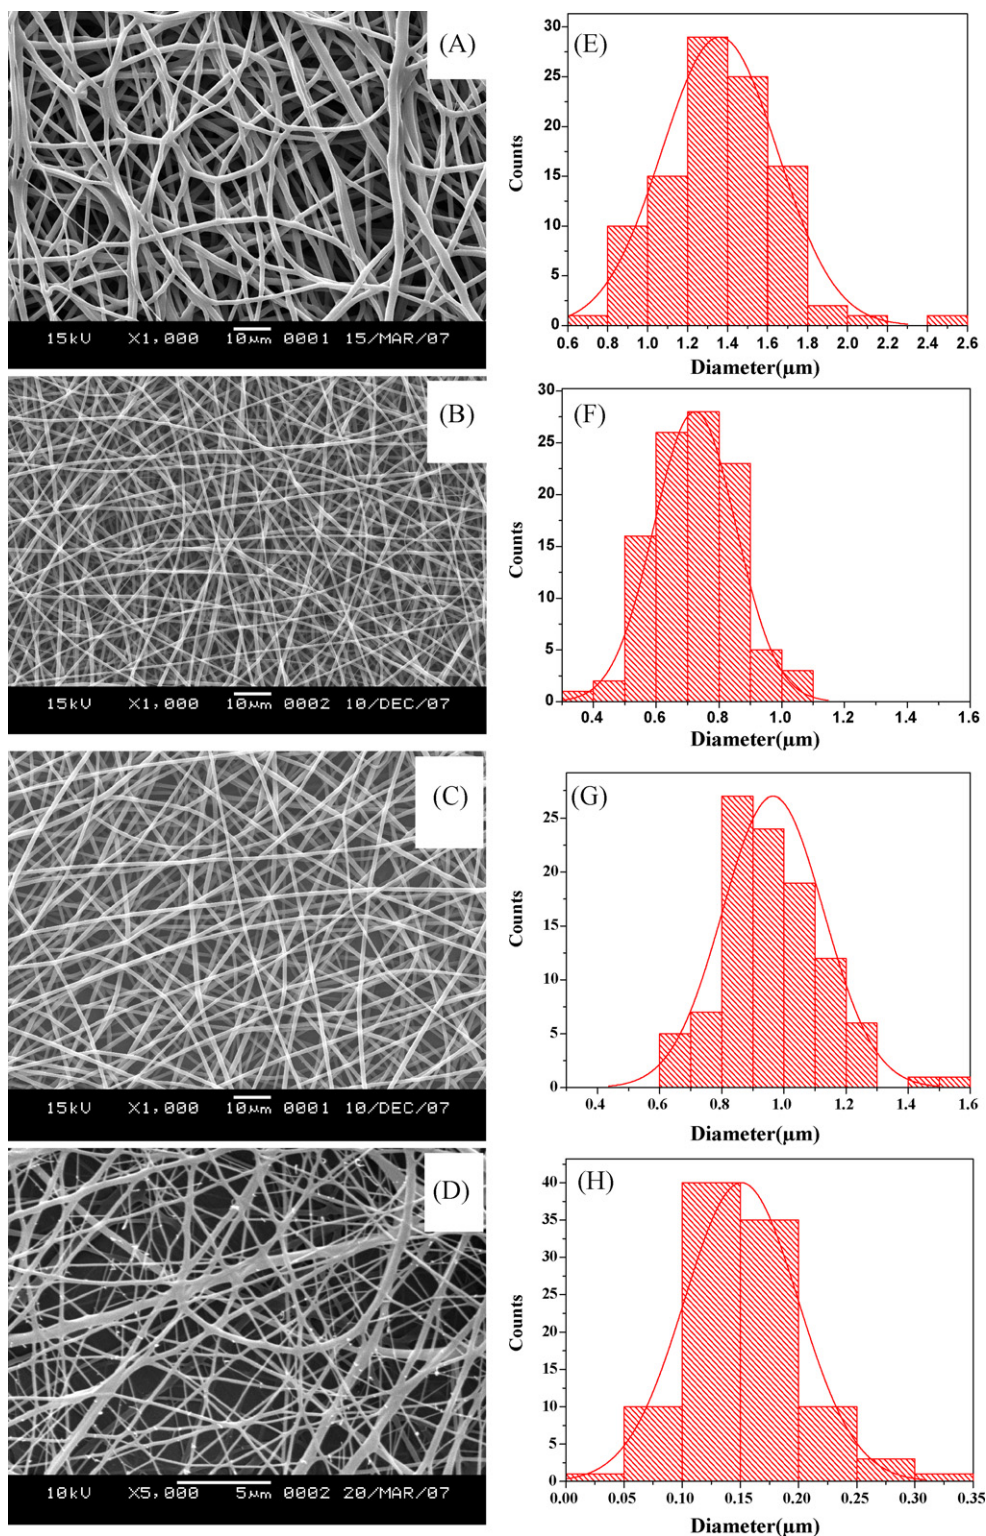 (A)
15kV X1,000 10μm 0001 15/MAR/07
(E)
30
25
20
15
10
5
0
Counts
0.6 0.8 1.0 1.2 1.4 1.6 1.8 2.0 2.2 2.4 2.6
Diameter(μm)
(B)
15kV X1,000 10μm 0002 10/DEC/07
(F)
30
25
20
15
10
5
0
Counts
0.4 0.6 0.8 1.0 1.2 1.4 1.6
Diameter(μm)
(C)
15kV X1,000 10μm 0001 10/DEC/07
(G)
25
20
15
10
5
0
Counts
0.4 0.6 0.8 1.0 1.2 1.4 1.6
Diameter(μm)
(D)
10kV X5,000 5μm 0002 20/MAR/07
(H)
40
35
30
25
20
15
10
5
0
Counts
0.00 0.05 0.10 0.15 0.20 0.25 0.30 0.35
Diameter(μm)